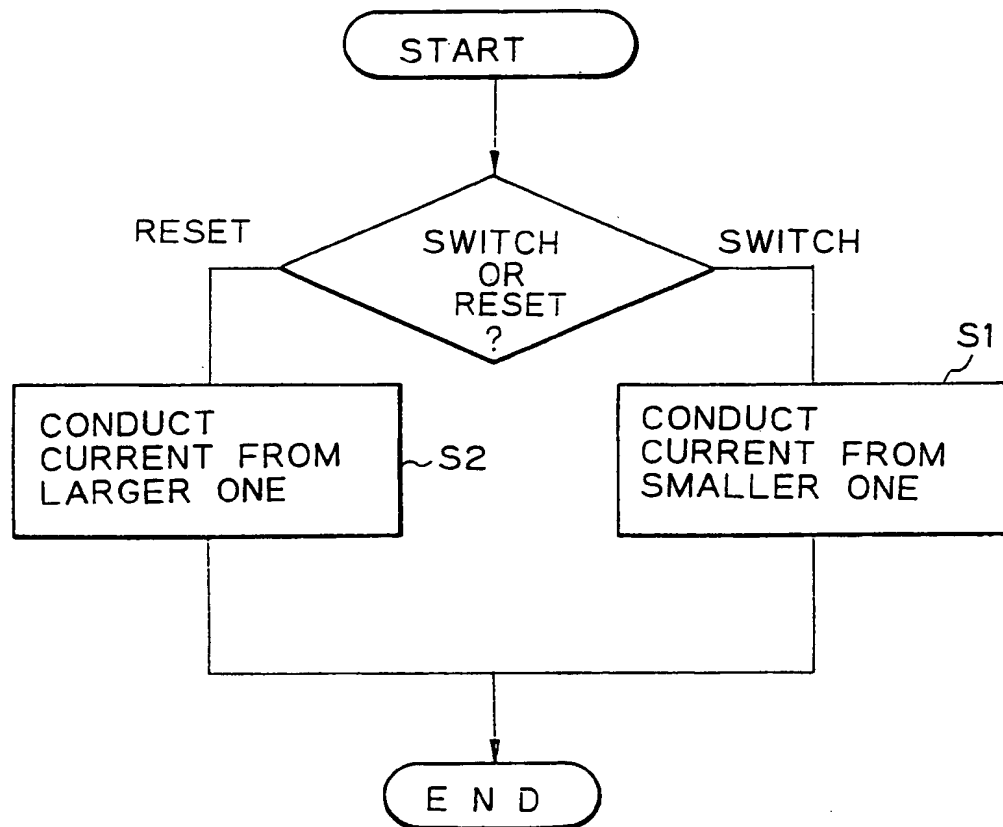 START
RESET
SWITCH
OR
RESET
?
SWITCH
S1
CONDUCT
CURRENT FROM
LARGER ONE
S2
CONDUCT
CURRENT FROM
SMALLER ONE
END